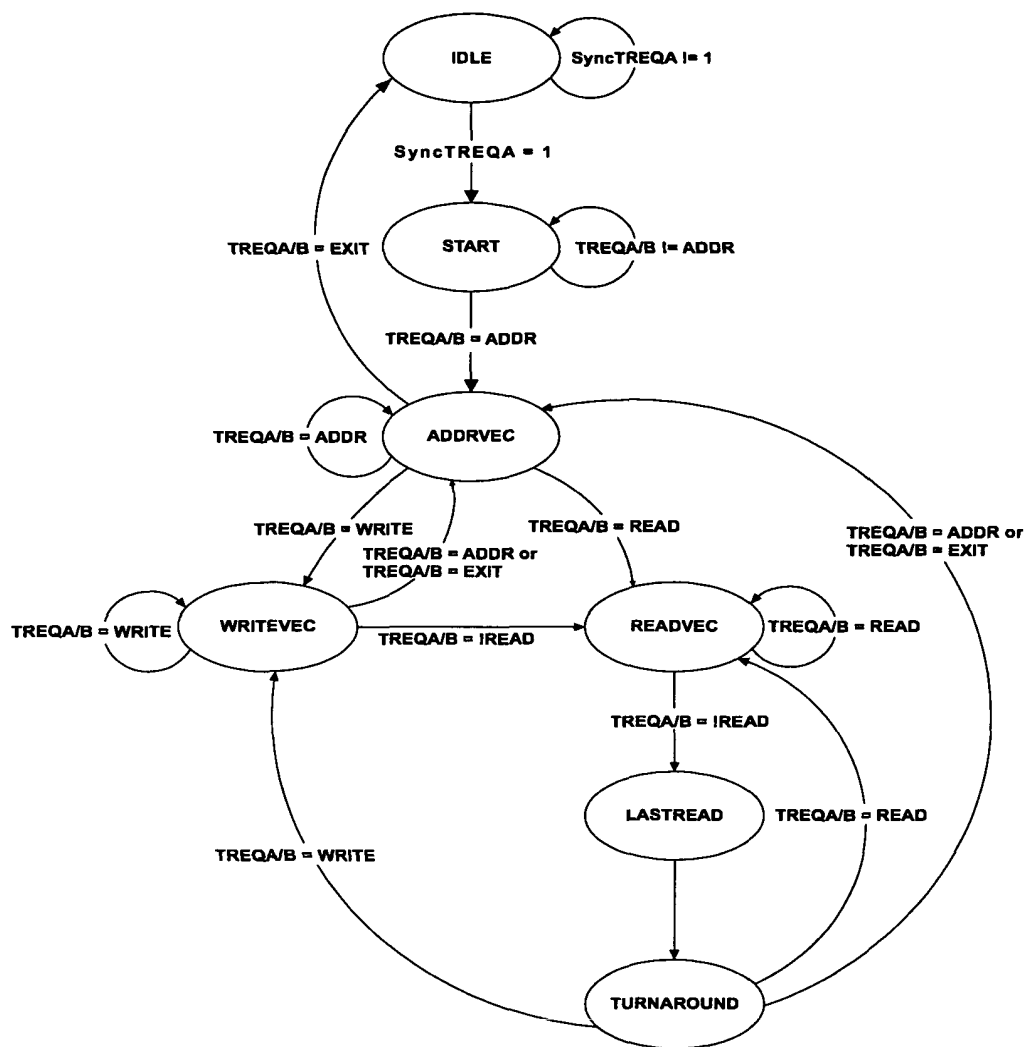 IDLE
SyncTREQA != 1
SyncTREQA = 1
START
TREQA/B != ADDR
TREQA/B = EXIT
TREQA/B = ADDR
ADDRVEC
TREQA/B = ADDR
TREQA/B = WRITE
TREQA/B = READ
TREQA/B = ADDR or
TREQA/B = EXIT
TREQA/B = ADDR or
TREQA/B = EXIT
WRITEVEC
TREQA/B = WRITE
TREQA/B = !READ
READVEC
TREQA/B = READ
TREQA/B = !READ
LASTREAD
TREQA/B = READ
TREQA/B = WRITE
TURNAROUND